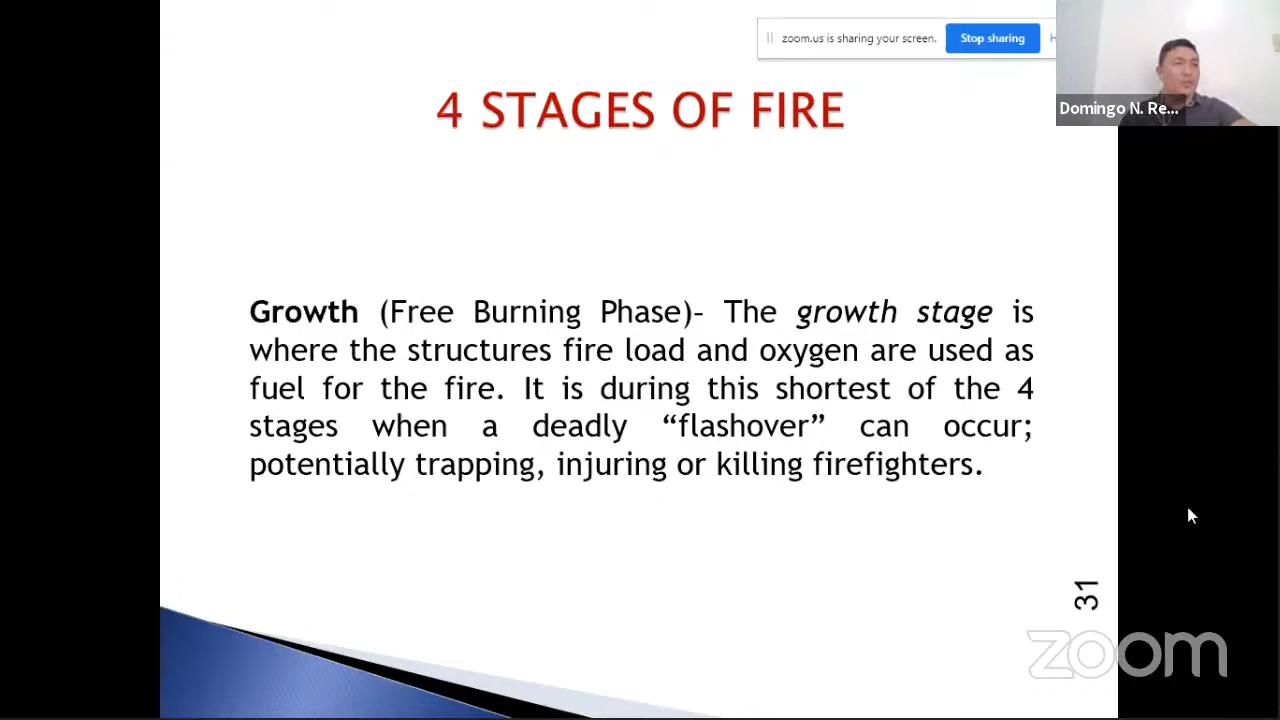 zoom.us is sharing your screen. Stop sharing
Domingo N. Re...
4 STAGES OF FIRE
Growth (Free Burning Phase)- The growth stage is
where the structures fire load and oxygen are used as
fuel for the fire. It is during this shortest of the 4
stages when a deadly “flashover” can occur;
potentially trapping, injuring or killing firefighters.
31
zoom